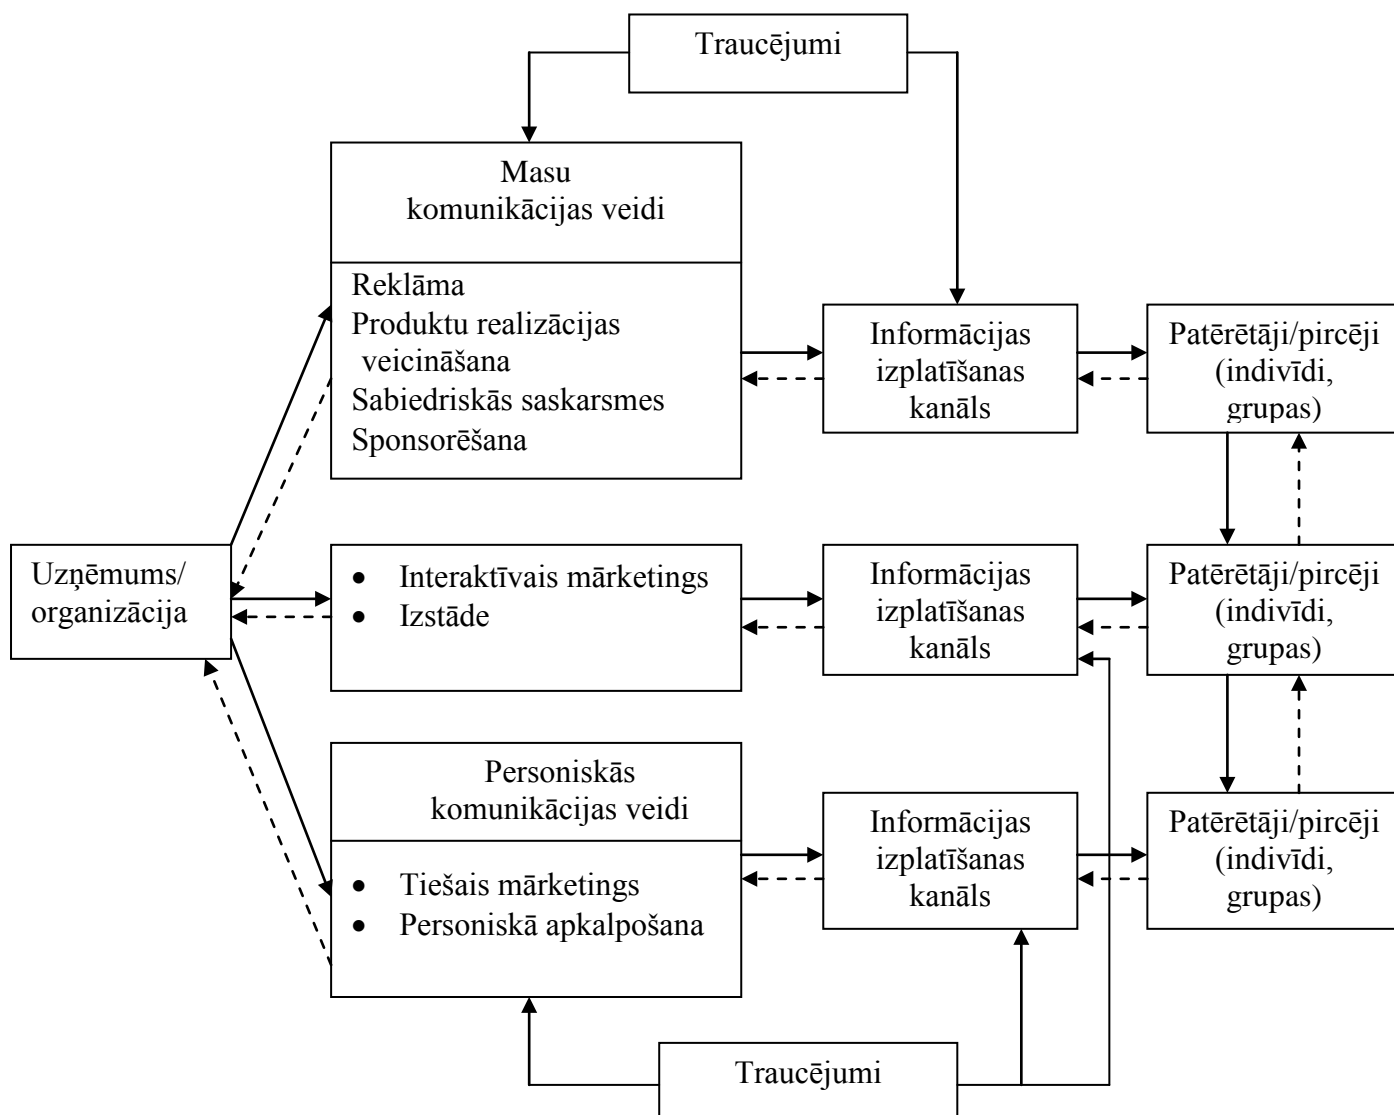 Traucējumi
Masu
komunikācijas veidi
Reklāma
Produktu realizācijas
veicināšana
Sabiedriskās saskarsmes
Sponsorēšana
Informācijas
izplatīšanas
kanāls
Patērētāji/pircēji
(indivīdi,
grupas)
Uzņēmums/
organizācija
• Interaktīvais mārketings
• Izstāde
Informācijas
izplatīšanas
kanāls
Patērētāji/pircēji
(indivīdi,
grupas)
Personiskās
komunikācijas veidi
• Tiešais mārketings
• Personiskā apkalpošana
Informācijas
izplatīšanas
kanāls
Patērētāji/pircēji
(indivīdi,
grupas)
Traucējumi